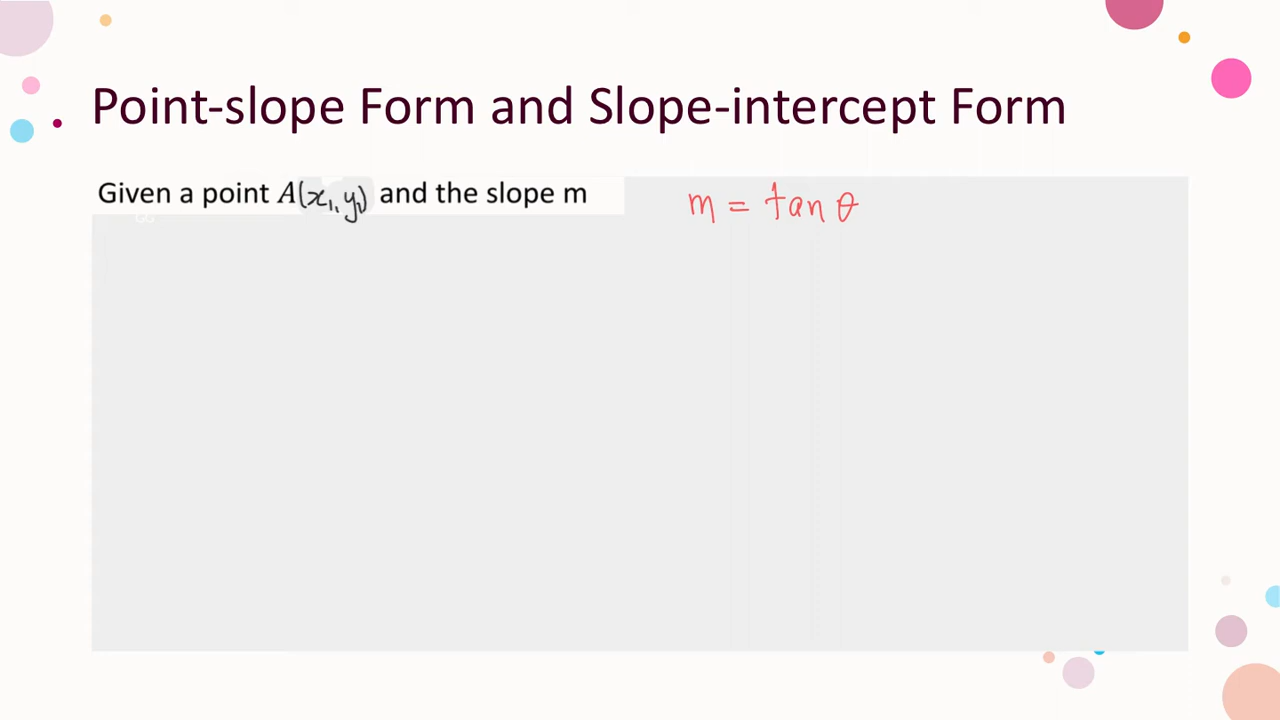 Point-slope Form and Slope-intercept Form
Given a point A(x₁, y₁) and the slope m
m = tan θ